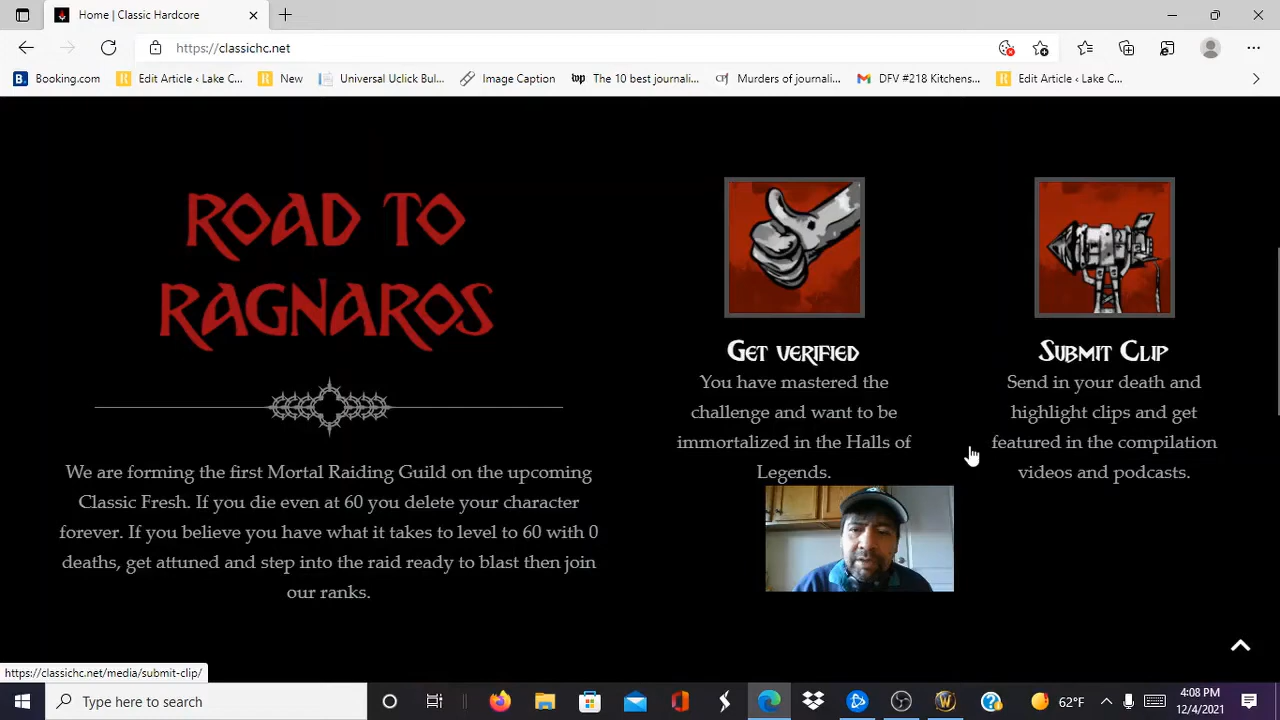 Home | Classic Hardcore
https://classichc.net
Booking.com
Edit Article ‹ Lake C...
New
Universal Uclick Bul...
Image Caption
The 10 best journali...
Murders of journali...
DFV #218 Kitchens...
Edit Article ‹ Lake C...
ROAD TO
RAGNAROS
We are forming the first Mortal Raiding Guild on the upcoming
Classic Fresh. If you die even at 60 you delete your character
forever. If you believe you have what it takes to level to 60 with 0
deaths, get attuned and step into the raid ready to blast then join
our ranks.
GET VERIFIED
You have mastered the
challenge and want to be
immortalized in the Halls of
Legends.
SUBMIT CLIP
Send in your death and
highlight clips and get
featured in the compilation
videos and podcasts.
https://classichc.net/media/submit-clip/
Type here to search
62°F
4:08 PM
12/4/2021